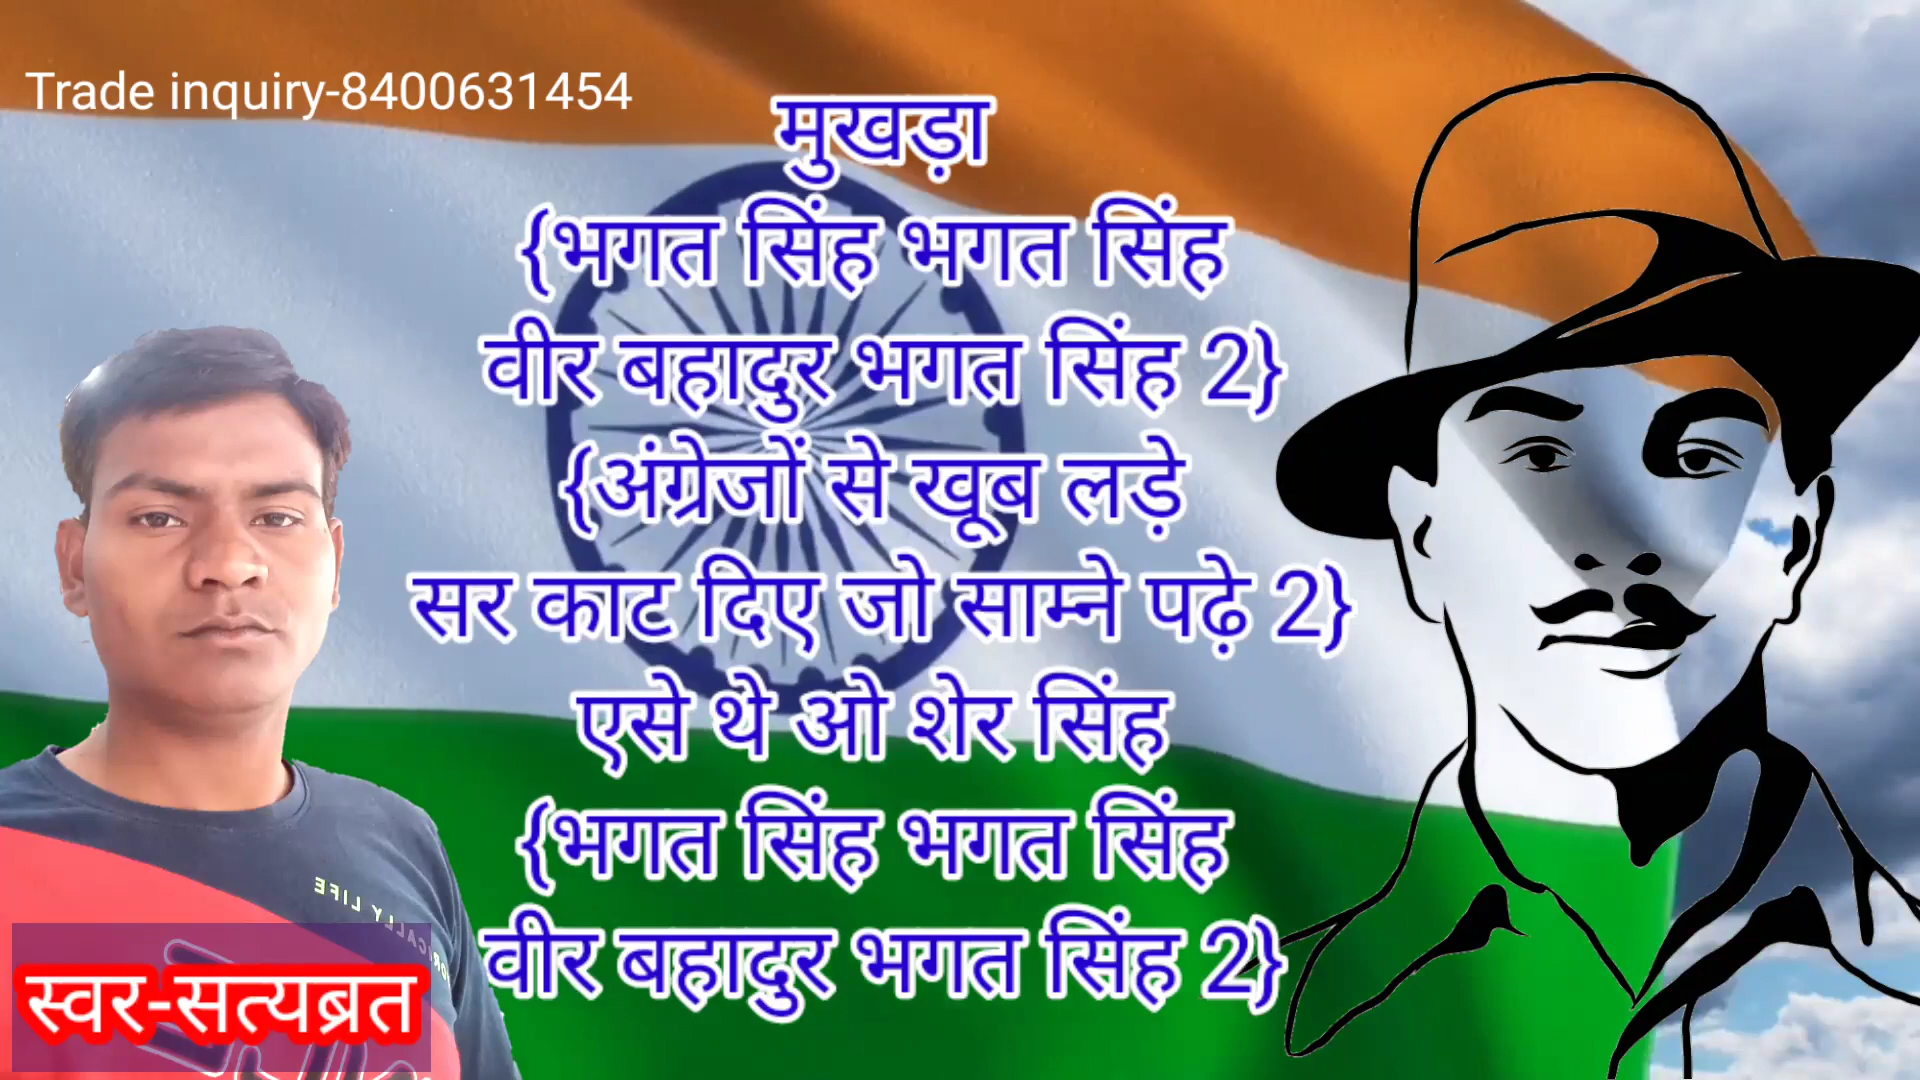 Trade inquiry-8400631454
मुखड़ा
{भगत सिंह भगत सिंह
वीर बहादुर भगत सिंह 2}
{अंग्रेजों से खूब लड़े
सर काट दिए जो साम्ने पढ़े 2}
एसे थे ओ शेर सिंह
{भगत सिंह भगत सिंह
वीर बहादुर भगत सिंह 2}
स्वर-सत्यब्रत